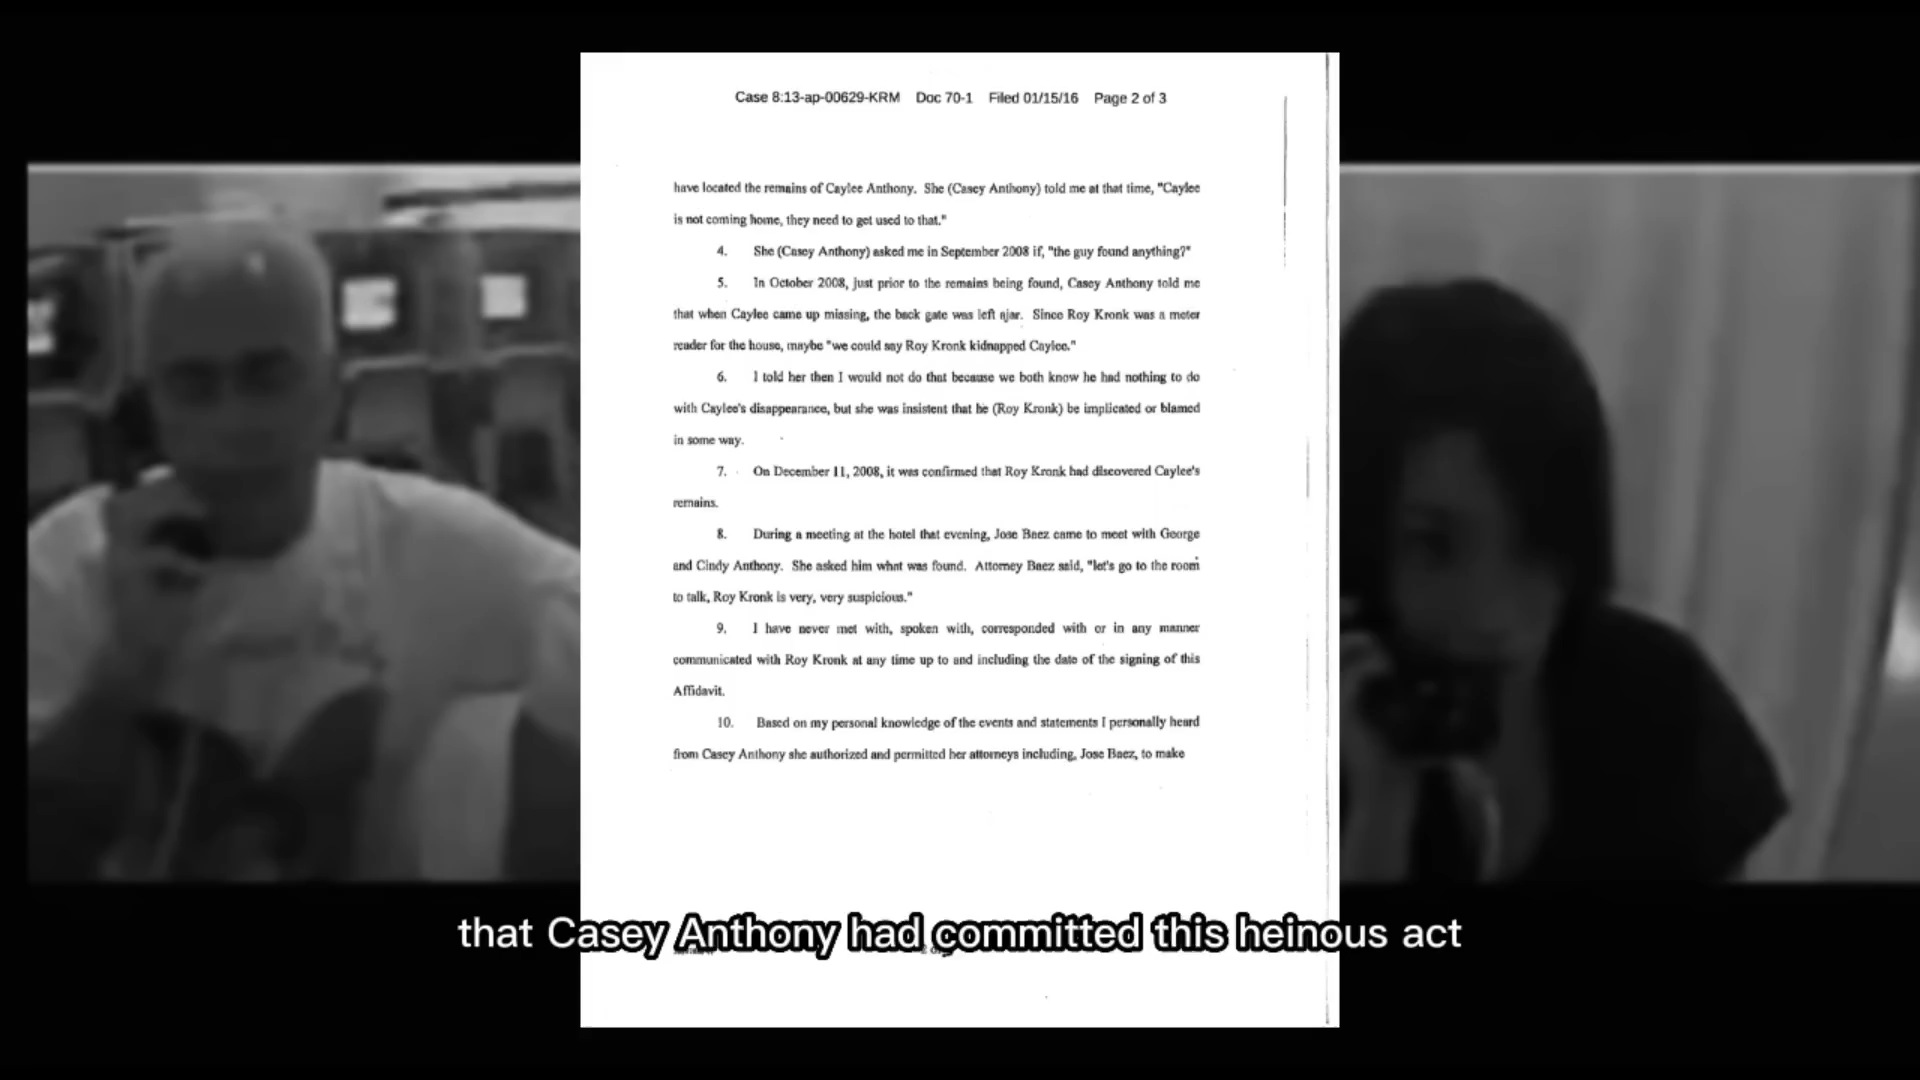 Case 8:13-ap-00629-KRM Doc 70-1 Filed 01/15/16 Page 2 of 3
have located the remains of Caylee Anthony. She (Casey Anthony) told me at that time, "Caylee
is not coming home, they need to get used to that."
4. She (Casey Anthony) asked me in September 2008 if, "the guy found anything?"
5. In October 2008, just prior to the remains being found, Casey Anthony told me
that when Caylee came up missing, the back gate was left ajar. Since Roy Kronk was a meter
reader for the house, maybe "we could say Roy Kronk kidnapped Caylee."
6. I told her then I would not do that because we both know he had nothing to do
with Caylee's disappearance, but she was insistent that he (Roy Kronk) be implicated or blamed
in some way.
7. On December 11, 2008, it was confirmed that Roy Kronk had discovered Caylee's
remains.
8. During a meeting at the hotel that evening, Jose Baez came to meet with George
and Cindy Anthony. She asked him what was found. Attorney Baez said, "let's go to the room
to talk, Roy Kronk is very, very suspicious."
9. I have never met with, spoken with, corresponded with or in any manner
communicated with Roy Kronk at any time up to and including the date of the signing of this
Affidavit.
10. Based on my personal knowledge of the events and statements I personally heard
from Casey Anthony she authorized and permitted her attorneys including, Jose Baez, to make
that Casey Anthony had committed this heinous act